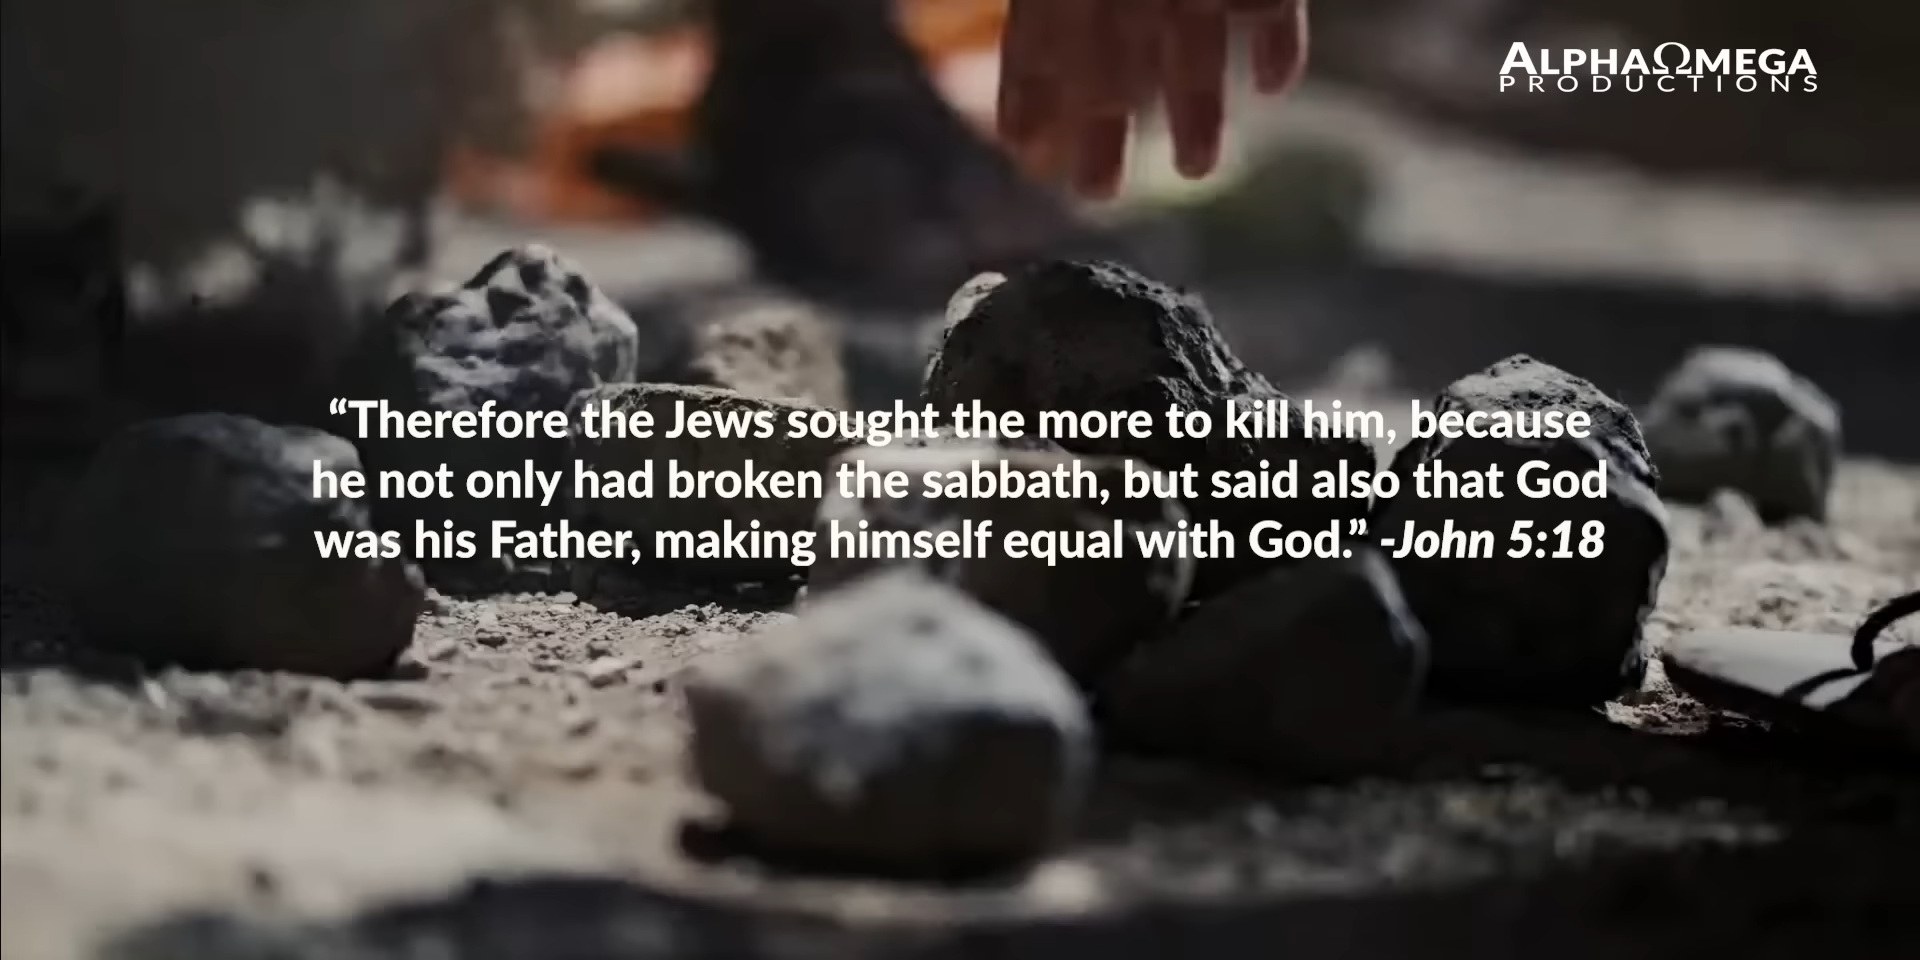 ALPHAΩMEGA
PRODUCTIONS
“Therefore the Jews sought the more to kill him, because
he not only had broken the sabbath, but said also that God
was his Father, making himself equal with God.” -John 5:18